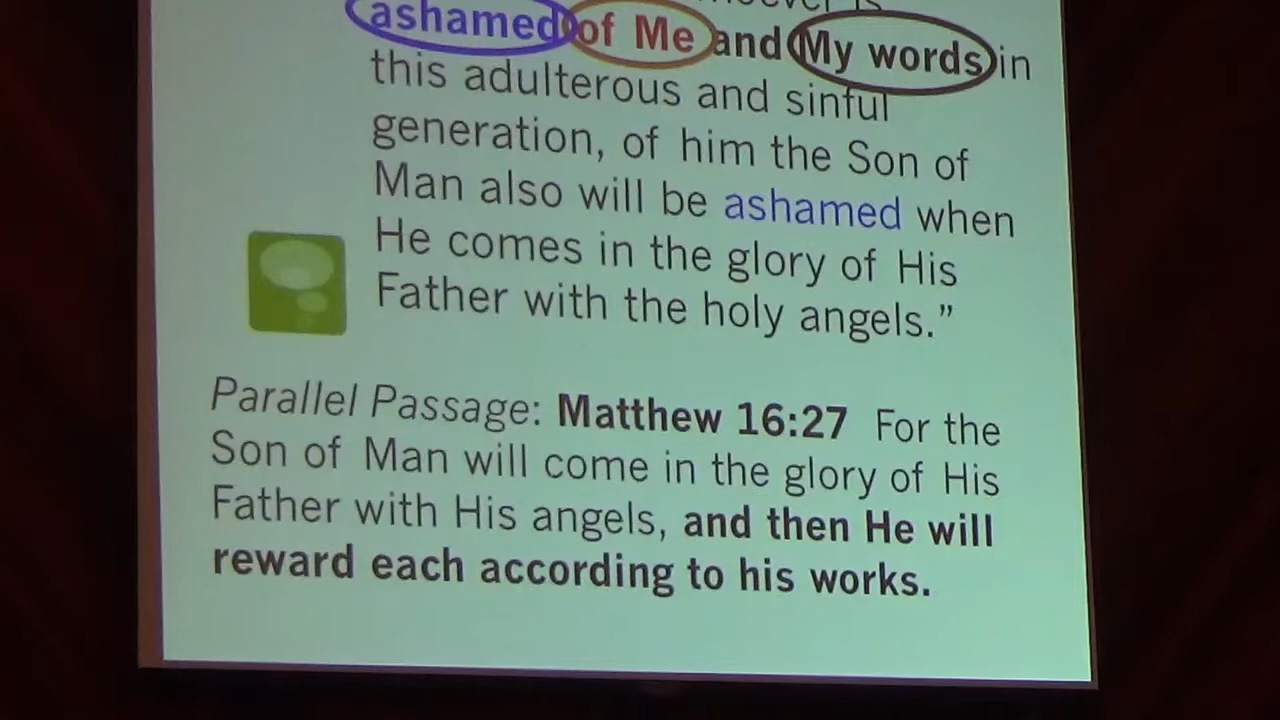 ashamed of Me and My words in
this adulterous and sinful
generation, of him the Son of
Man also will be ashamed when
He comes in the glory of His
Father with the holy angels.”
Parallel Passage: Matthew 16:27 For the
Son of Man will come in the glory of His
Father with His angels, and then He will
reward each according to his works.